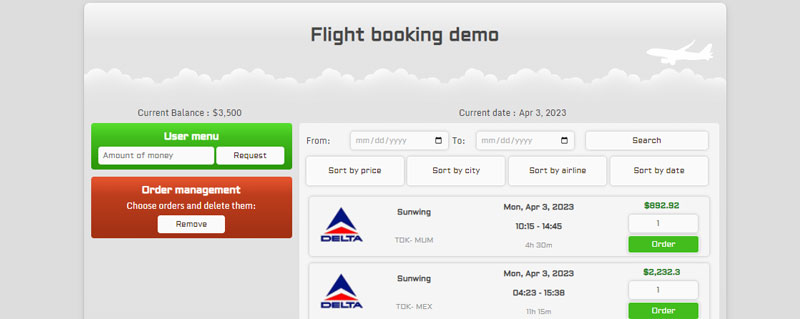 Flight booking demo
Current Balance : $3,500
Current date : Apr 3, 2023
User menu
Amount of money
Request
Order management
Choose orders and delete them:
Remove
From:
mm/dd/yyyy
To:
mm/dd/yyyy
Search
Sort by price
Sort by city
Sort by airline
Sort by date
DELTA
Sunwing
TOK- MUM
Mon, Apr 3, 2023
10:15 - 14:45
4h 30m
$892.92
1
Order
DELTA
Sunwing
TOK- MEX
Mon, Apr 3, 2023
04:23 - 15:38
11h 15m
$2,232.3
1
Order